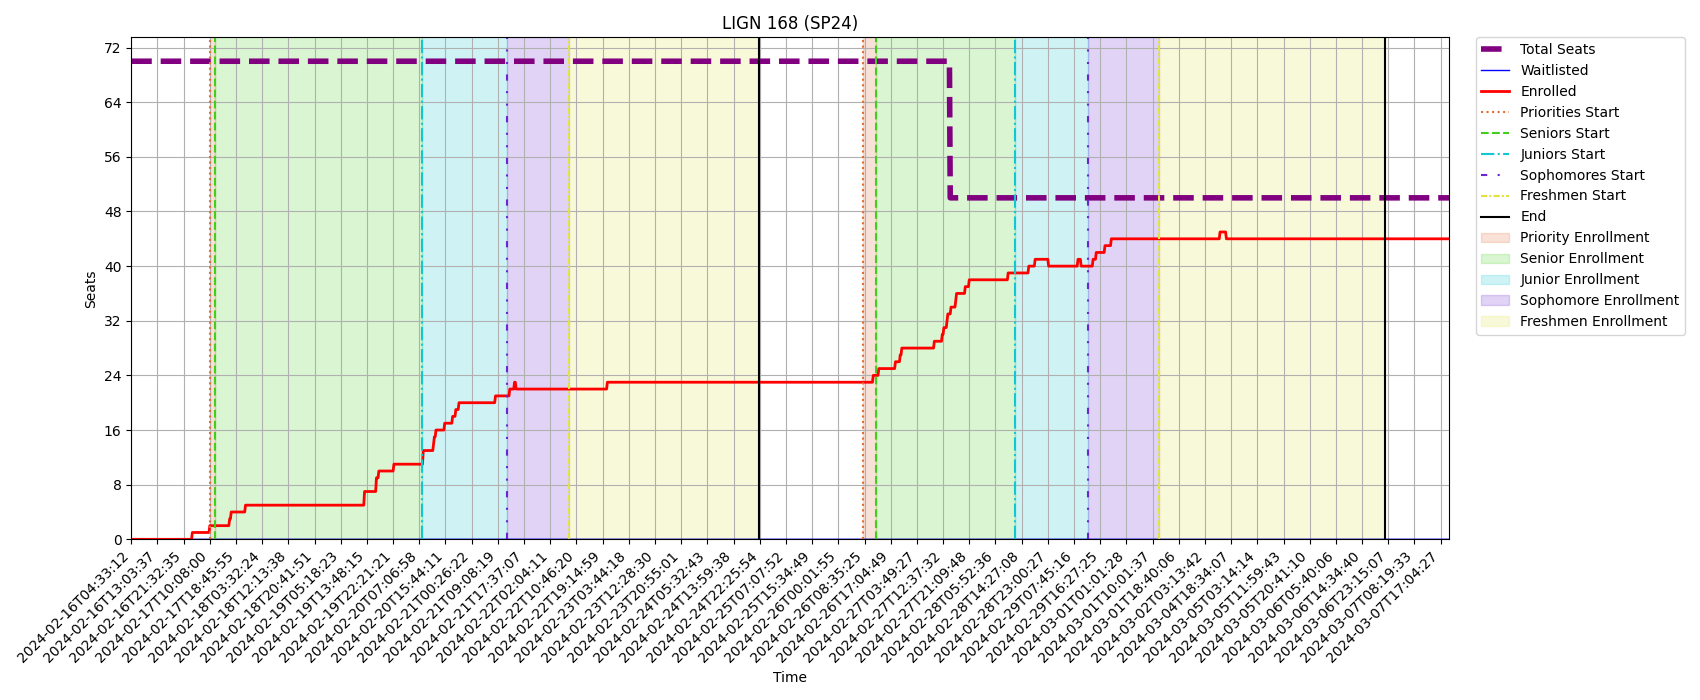 LIGN 168 (SP24)
72
64
56
48
40
32
24
16
8
0
Seats
2024-02-16T04:33:12
2024-02-16T13:03:37
2024-02-16T21:32:35
2024-02-17T10:08:00
2024-02-17T18:45:55
2024-02-18T03:32:24
2024-02-18T12:13:38
2024-02-18T20:41:51
2024-02-19T05:18:23
2024-02-19T13:48:15
2024-02-19T22:21:21
2024-02-20T07:06:58
2024-02-20T15:44:11
2024-02-21T00:26:22
2024-02-21T09:08:19
2024-02-21T17:37:07
2024-02-22T02:04:11
2024-02-22T10:46:20
2024-02-22T19:14:59
2024-02-23T03:44:18
2024-02-23T12:28:30
2024-02-23T20:55:01
2024-02-24T05:32:43
2024-02-24T13:59:38
2024-02-24T22:25:54
2024-02-25T07:07:52
2024-02-25T15:34:49
2024-02-26T00:01:55
2024-02-26T08:35:25
2024-02-26T17:04:49
2024-02-27T03:49:27
2024-02-27T12:37:32
2024-02-27T21:09:48
2024-02-28T05:52:36
2024-02-28T14:27:08
2024-02-28T23:00:27
2024-02-29T07:45:16
2024-02-29T16:27:25
2024-03-01T01:01:28
2024-03-01T10:01:37
2024-03-01T18:40:06
2024-03-02T03:13:42
2024-03-04T18:34:07
2024-03-05T03:14:14
2024-03-05T11:59:43
2024-03-05T20:41:10
2024-03-06T05:40:06
2024-03-06T14:34:40
2024-03-06T23:15:07
2024-03-07T08:19:33
2024-03-07T17:04:27
Time
Total Seats
Waitlisted
Enrolled
Priorities Start
Seniors Start
Juniors Start
Sophomores Start
Freshmen Start
End
Priority Enrollment
Senior Enrollment
Junior Enrollment
Sophomore Enrollment
Freshmen Enrollment